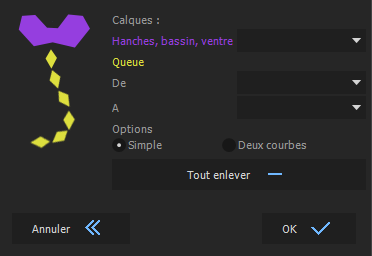 Calques :
Hanches, bassin, ventre
Queue
De
A
Options
Simple
Deux courbes
Tout enlever
Annuler
OK